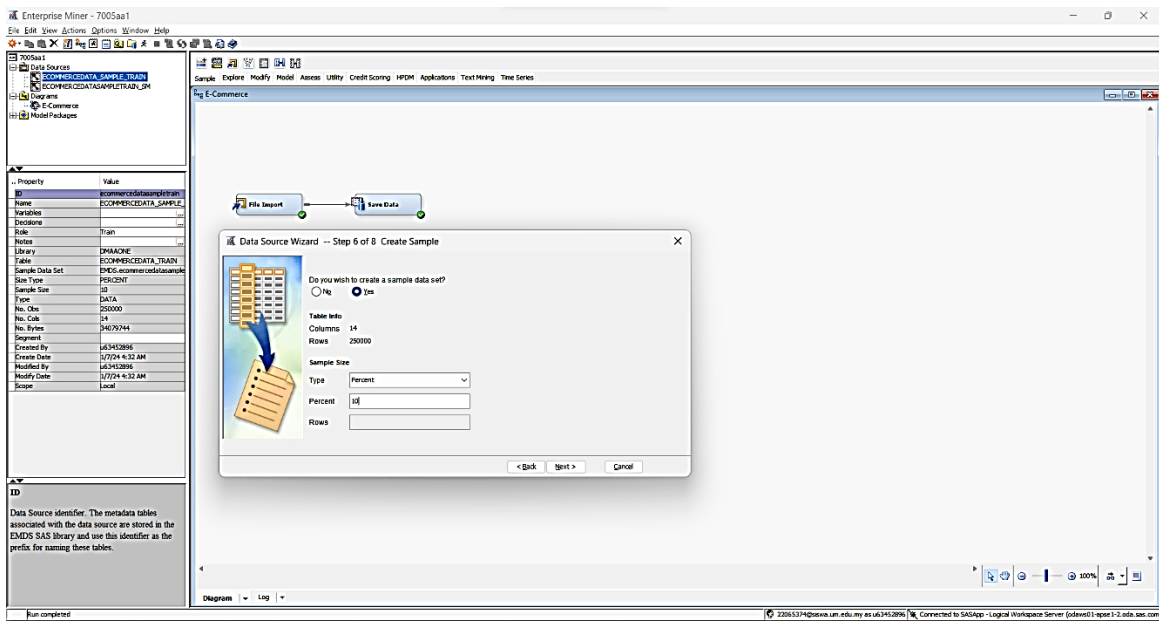 Enterprise Miner - 7005aa1
File Edit View Actions Options Window Help
7005aa1
Data Sources
ECOMMERCEDATA_SAMPLE_TRAIN
ECOMMERCEDATASAMPLETRAIN_SM
Diagrams
E-Commerce
Model Packages
Sample Explore Modify Model Assess Utility Credit Scoring HPDM Applications Text Mining Time Series
E-Commerce
.. Property Value
ID ecommercedatasampletrain
Name ECOMMERCEDATA_SAMPLE_
Variables ...
Decisions ...
Role Train
Notes ...
Library DMAAONE
Table ECOMMERCEDATA_TRAIN
Sample Data Set EMDS.ecommercedatasample
Size Type PERCENT
Sample Size 10
Type DATA
No. Obs 250000
No. Cols 14
No. Bytes 34079744
Segment
Created By u63452896
Create Date 1/7/24 4:32 AM
Modified By u63452896
Modify Date 1/7/24 4:32 AM
Scope Local
File Import
Save Data
Data Source Wizard -- Step 6 of 8 Create Sample
Do you wish to create a sample data set?
No Yes
Table Info
Columns 14
Rows 250000
Sample Size
Type Percent
Percent 10
Rows
< Back Next > Cancel
ID
Data Source identifier. The metadata tables
associated with the data source are stored in the
EMDS SAS library and use this identifier as the
prefix for naming these tables.
100%
Diagram Log
Run completed
22065374@siswa.um.edu.my as u63452896 Connected to SASApp - Logical Workspace Server (odaws01-apse1-2.oda.sas.com